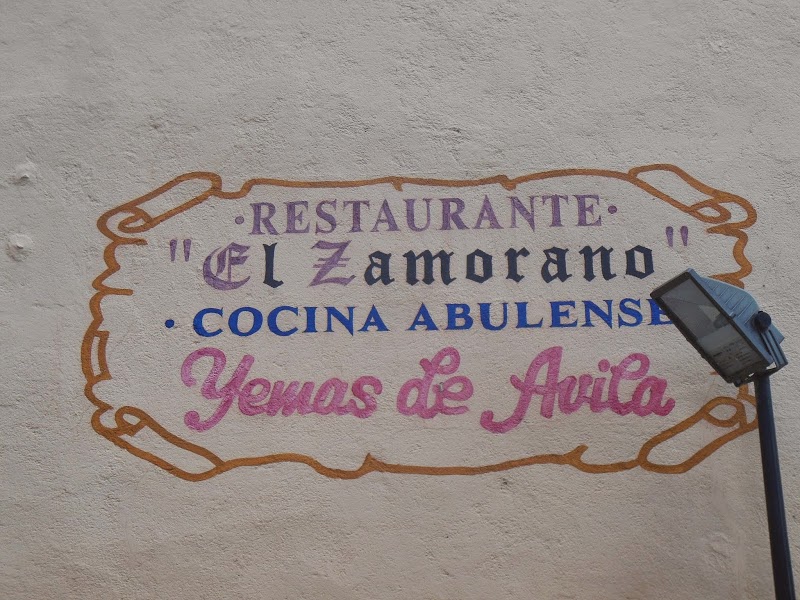 ·RESTAURANTE·
"El Zamorano"
· COCINA ABULENSE
Yemas de Avila